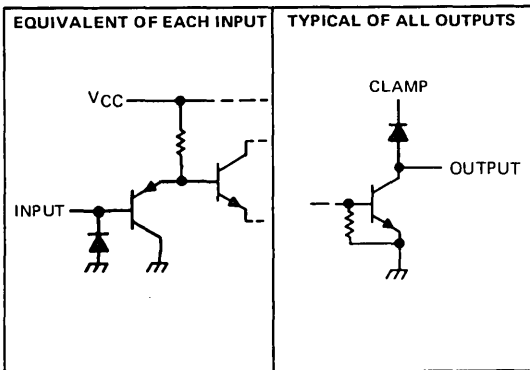 EQUIVALENT OF EACH INPUT
VCC
INPUT
TYPICAL OF ALL OUTPUTS
CLAMP
OUTPUT